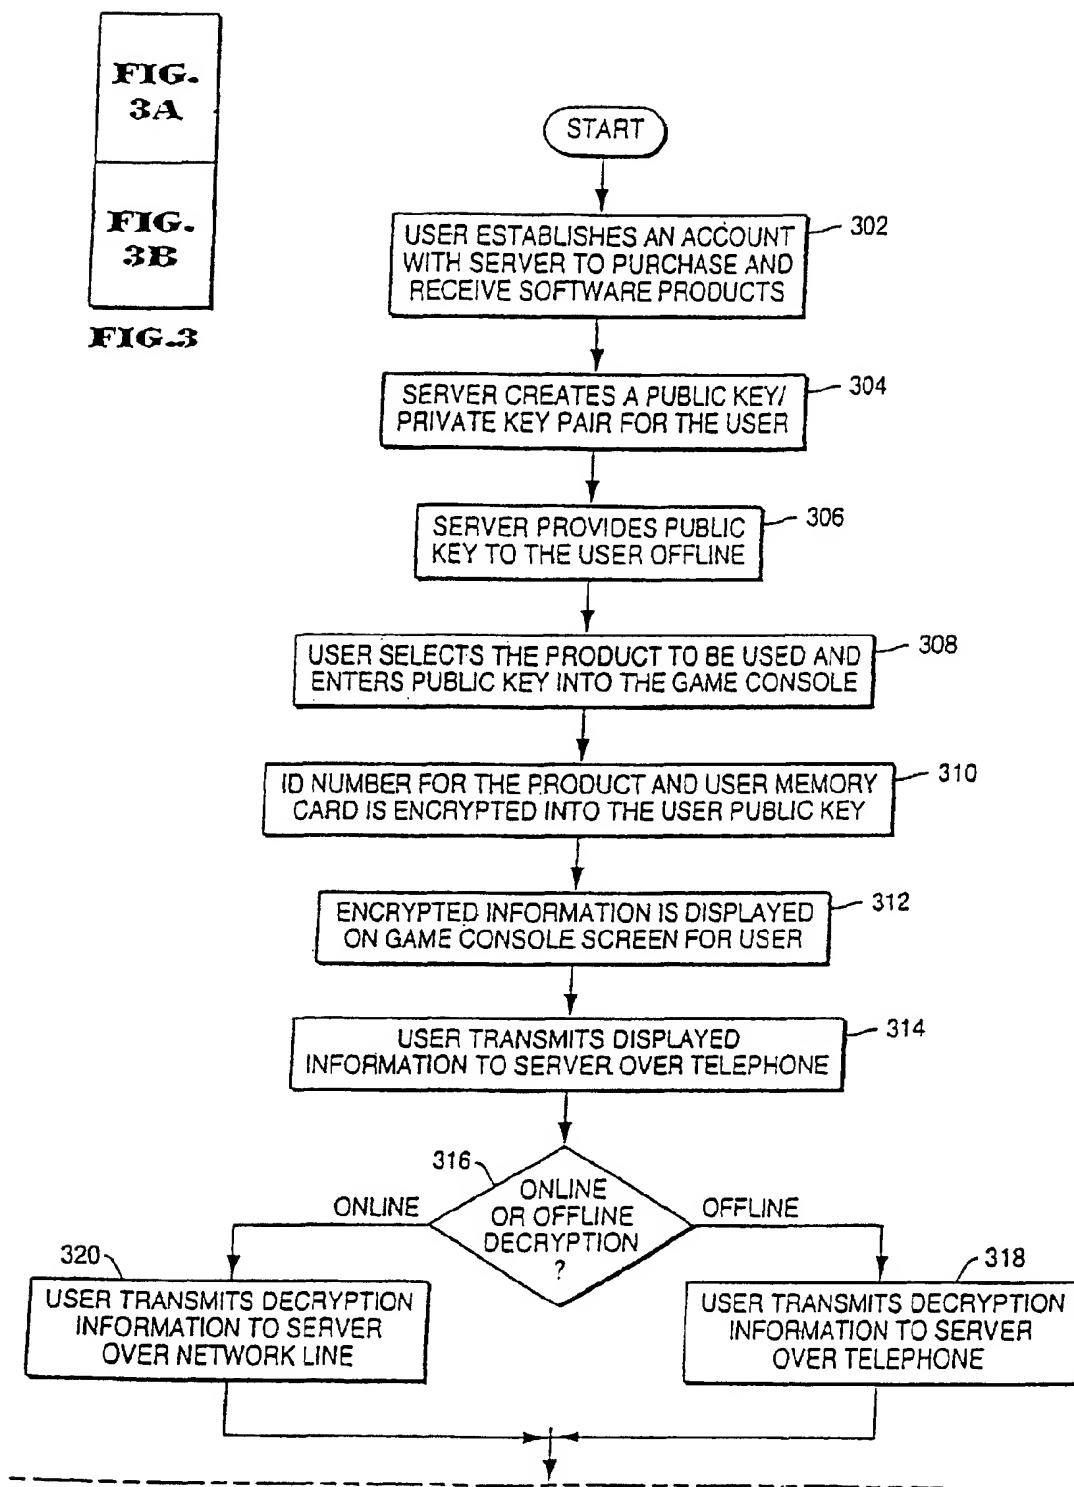 FIG.
3A
FIG.
3B
FIG.3
START
USER ESTABLISHES AN ACCOUNT
WITH SERVER TO PURCHASE AND
RECEIVE SOFTWARE PRODUCTS
302
SERVER CREATES A PUBLIC KEY/
PRIVATE KEY PAIR FOR THE USER
304
SERVER PROVIDES PUBLIC
KEY TO THE USER OFFLINE
306
USER SELECTS THE PRODUCT TO BE USED AND
ENTERS PUBLIC KEY INTO THE GAME CONSOLE
308
ID NUMBER FOR THE PRODUCT AND USER MEMORY
CARD IS ENCRYPTED INTO THE USER PUBLIC KEY
310
ENCRYPTED INFORMATION IS DISPLAYED
ON GAME CONSOLE SCREEN FOR USER
312
USER TRANSMITS DISPLAYED
INFORMATION TO SERVER OVER TELEPHONE
314
316
ONLINE
OR OFFLINE
DECRYPTION
?
ONLINE
OFFLINE
320
USER TRANSMITS DECRYPTION
INFORMATION TO SERVER
OVER NETWORK LINE
318
USER TRANSMITS DECRYPTION
INFORMATION TO SERVER
OVER TELEPHONE